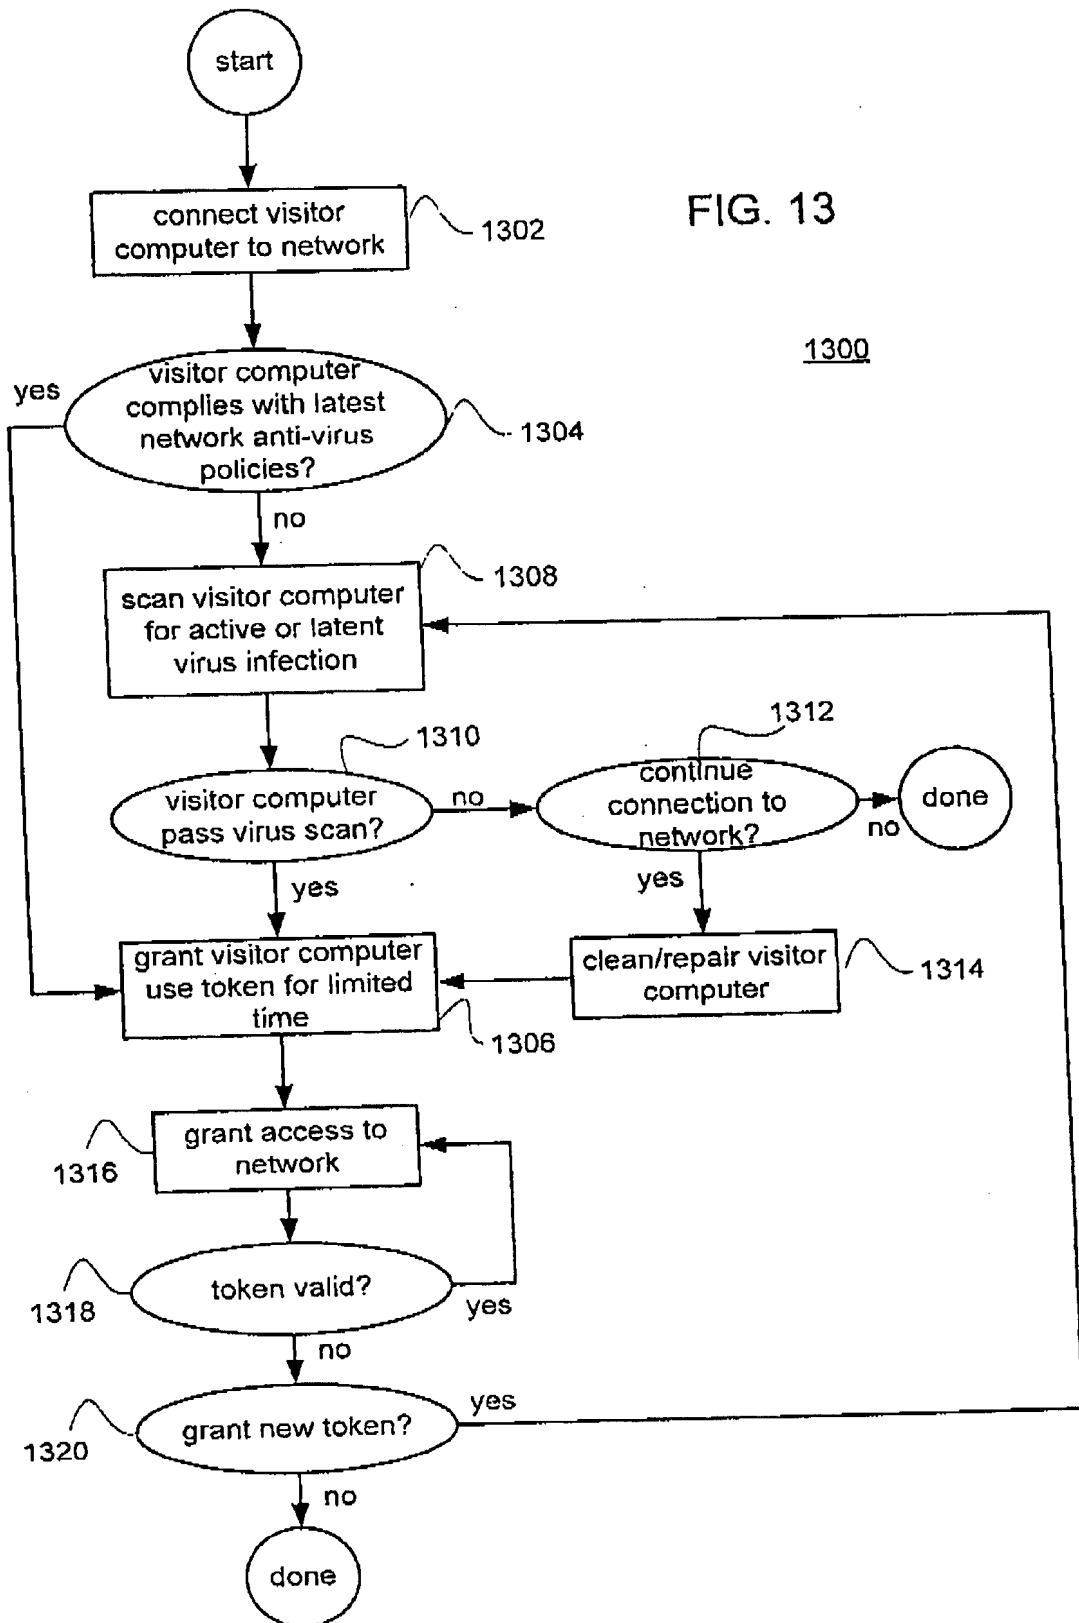 start
FIG. 13
connect visitor
computer to network
1302
1300
yes
visitor computer
complies with latest
network anti-virus
policies?
1304
no
1308
scan visitor computer
for active or latent
virus infection
1310
1312
visitor computer
pass virus scan?
no
continue
connection to
network?
no
done
yes
yes
grant visitor computer
use token for limited
time
1306
clean/repair visitor
computer
1314
grant access to
network
1316
token valid?
1318
yes
no
grant new token?
yes
1320
no
done